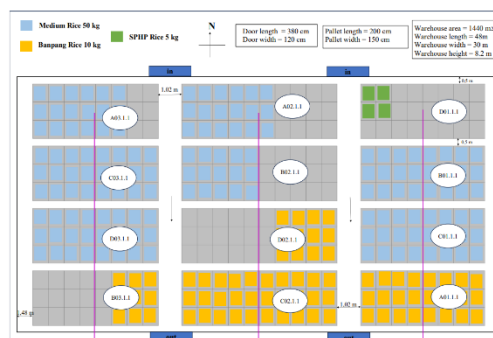 Medium Rice 50 kg
Banpang Rice 10 kg
SPHP Rice 5 kg
N
Door length = 380 cm
Door width = 120 cm
Pallet length = 200 cm
Pallet width = 150 cm
Warehouse area = 1440 m
Warehouse length = 48m
Warehouse width = 30 m
Warehouse height = 8.2 m
in
in
1,02 m
0,5 m
A03.1.1
A02.1.1
D01.1.1
0,5 m
C03.1.1
B02.1.1
B01.1.1
D03.1.1
D02.1.1
C01.1.1
B03.1.1
C02.1.1
1,02 m
A01.1.1
out
out